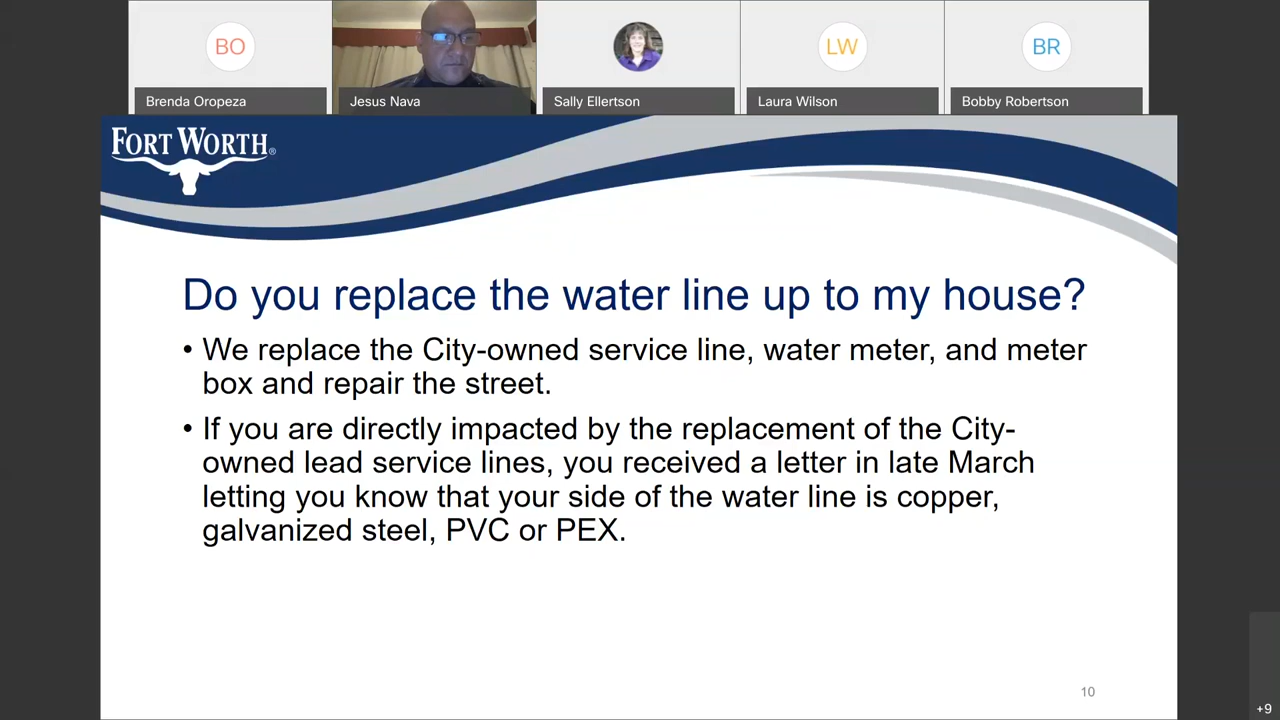 BO
LW
BR
Brenda Oropeza
Jesus Nava
Sally Ellertson
Laura Wilson
Bobby Robertson
FORT WORTH®
Do you replace the water line up to my house?
• We replace the City-owned service line, water meter, and meter
box and repair the street.
• If you are directly impacted by the replacement of the City-
owned lead service lines, you received a letter in late March
letting you know that your side of the water line is copper,
galvanized steel, PVC or PEX.
10
+9